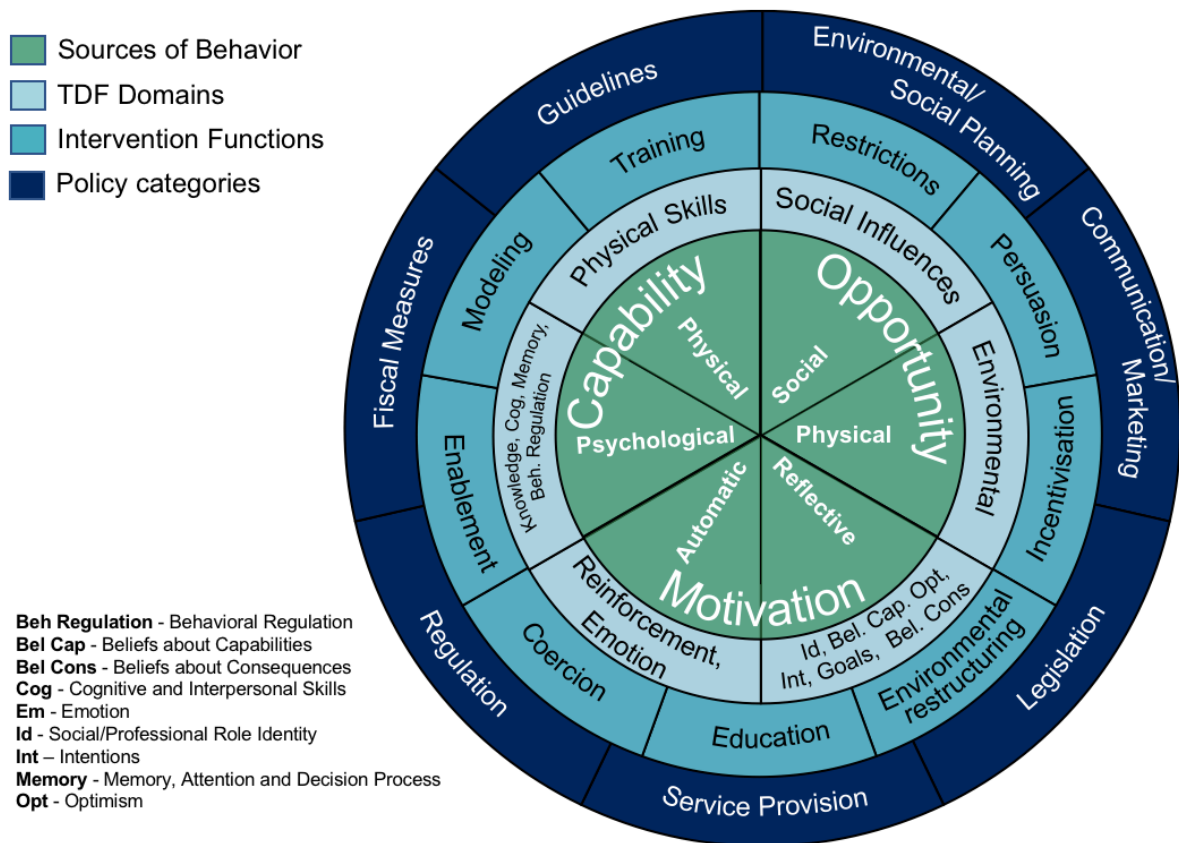 Sources of Behavior
TDF Domains
Intervention Functions
Policy categories
Guidelines
Environmental/
Social Planning
Communication/
Marketing
Legislation
Service Provision
Regulation
Fiscal Measures
Training
Restrictions
Persuasion
Incentivisation
Environmental
restructuring
Education
Coercion
Enablement
Modeling
Physical Skills
Social Influences
Environmental
Id, Bel. Cap. Opt,
Int, Goals, Bel. Cons
Reinforcement,
Emotion
Knowledge, Cog, Memory,
Beh. Regulation
Capability
Physical
Psychological
Opportunity
Social
Physical
Motivation
Automatic
Reflective
Beh Regulation - Behavioral Regulation
Bel Cap - Beliefs about Capabilities
Bel Cons - Beliefs about Consequences
Cog - Cognitive and Interpersonal Skills
Em - Emotion
Id - Social/Professional Role Identity
Int – Intentions
Memory - Memory, Attention and Decision Process
Opt - Optimism